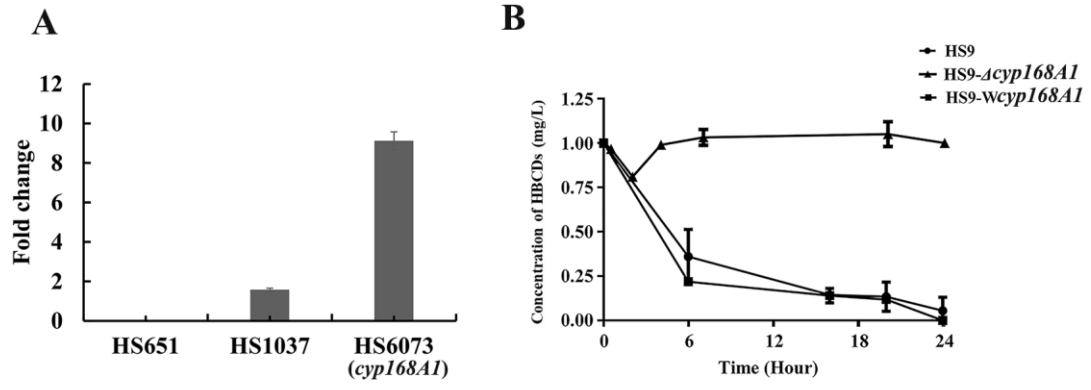 A
Fold change
12
10
8
6
4
2
0
HS651 HS1037 HS6073
(cyp168A1)
B
HS9
HS9-Δcyp168A1
HS9-Wcyp168A1
Concentration of HBCDs (mg/L)
1.25
1.00
0.75
0.50
0.25
0.00
0 6 12 18 24
Time (Hour)